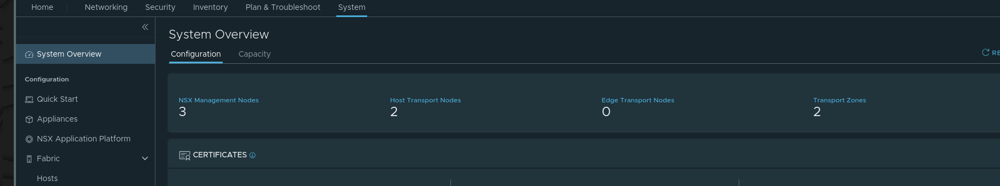 Home Networking Security Inventory Plan & Troubleshoot System
System Overview
System Overview
Configuration Capacity
Configuration
Quick Start
Appliances
NSX Application Platform
Fabric
Hosts
NSX Management Nodes
3
Host Transport Nodes
2
Edge Transport Nodes
0
Transport Zones
2
CERTIFICATES